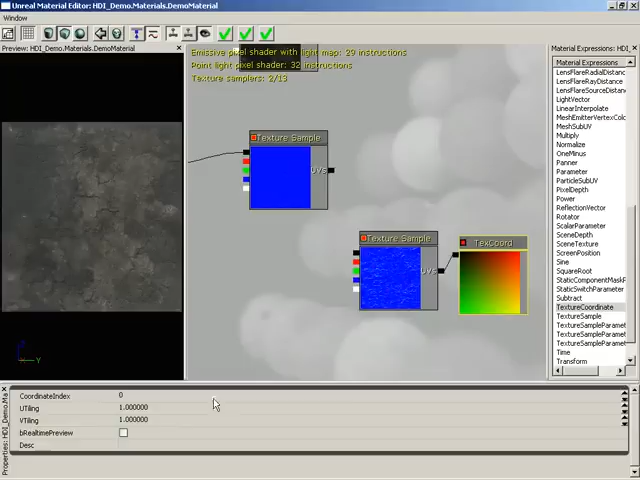 Unreal Material Editor: HDI_Demo.Materials.DemoMaterial
Window
Preview: HDI_Demo.Materials.DemoMaterial
Emissive pixel shader with light map: 29 instructions
Point light pixel shader: 32 instructions
Texture samplers: 2/13
Texture Sample
UVs
Texture Sample
UVs
TexCoord
Y
Material Expressions: HDI
Material Expressions
LensFlareRadialDistanc
LensFlareRayDistance
LensFlareSourceDistanc
LightVector
LinearInterpolate
MeshEmitterVertexColo
MeshSubUV
Multiply
Normalize
OneMinus
Panner
Parameter
ParticleSubUV
PixelDepth
Power
ReflectionVector
Rotator
ScalarParameter
SceneDepth
SceneTexture
ScreenPosition
Sine
SquareRoot
StaticComponentMaskP
StaticSwitchParameter
Subtract
TextureCoordinate
TextureSample
TextureSampleParame
TextureSampleParame
TextureSampleParame
Time
Transform
Properties: HDI_Demo.Ma
CoordinateIndex 0
UTiling 1.000000
VTiling 1.000000
bRealtimePreview
Desc